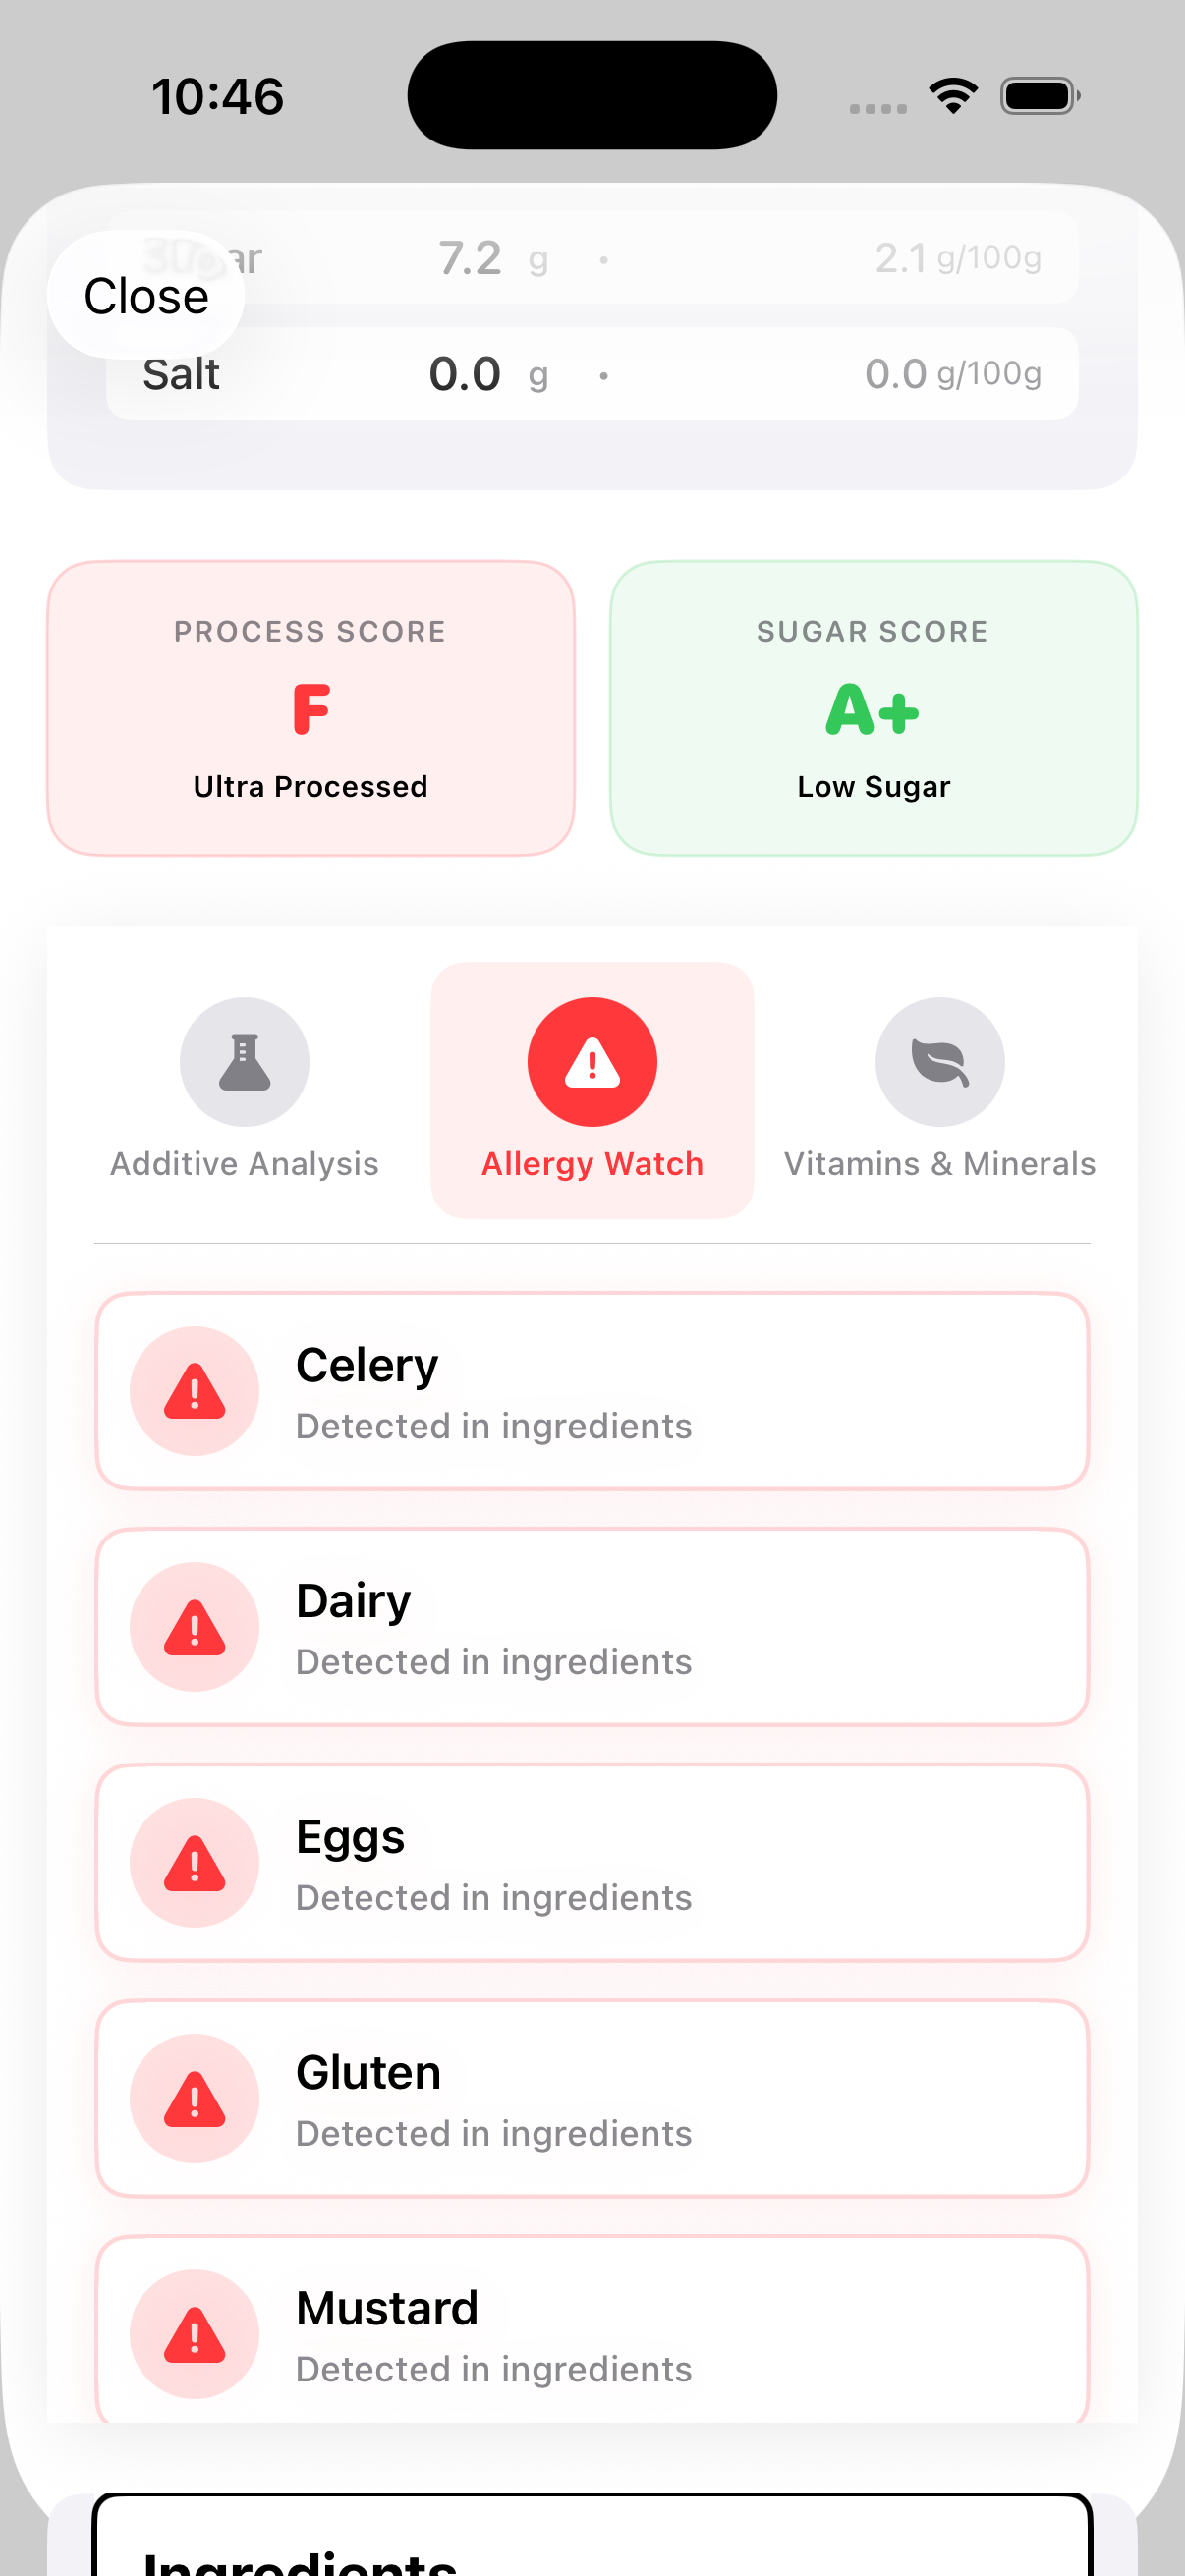 10:46
Close
7.2 g • 2.1 g/100g
Salt 0.0 g • 0.0 g/100g
PROCESS SCORE
F
Ultra Processed
SUGAR SCORE
A+
Low Sugar
Additive Analysis
Allergy Watch
Vitamins & Minerals
Celery
Detected in ingredients
Dairy
Detected in ingredients
Eggs
Detected in ingredients
Gluten
Detected in ingredients
Mustard
Detected in ingredients
Ingredients